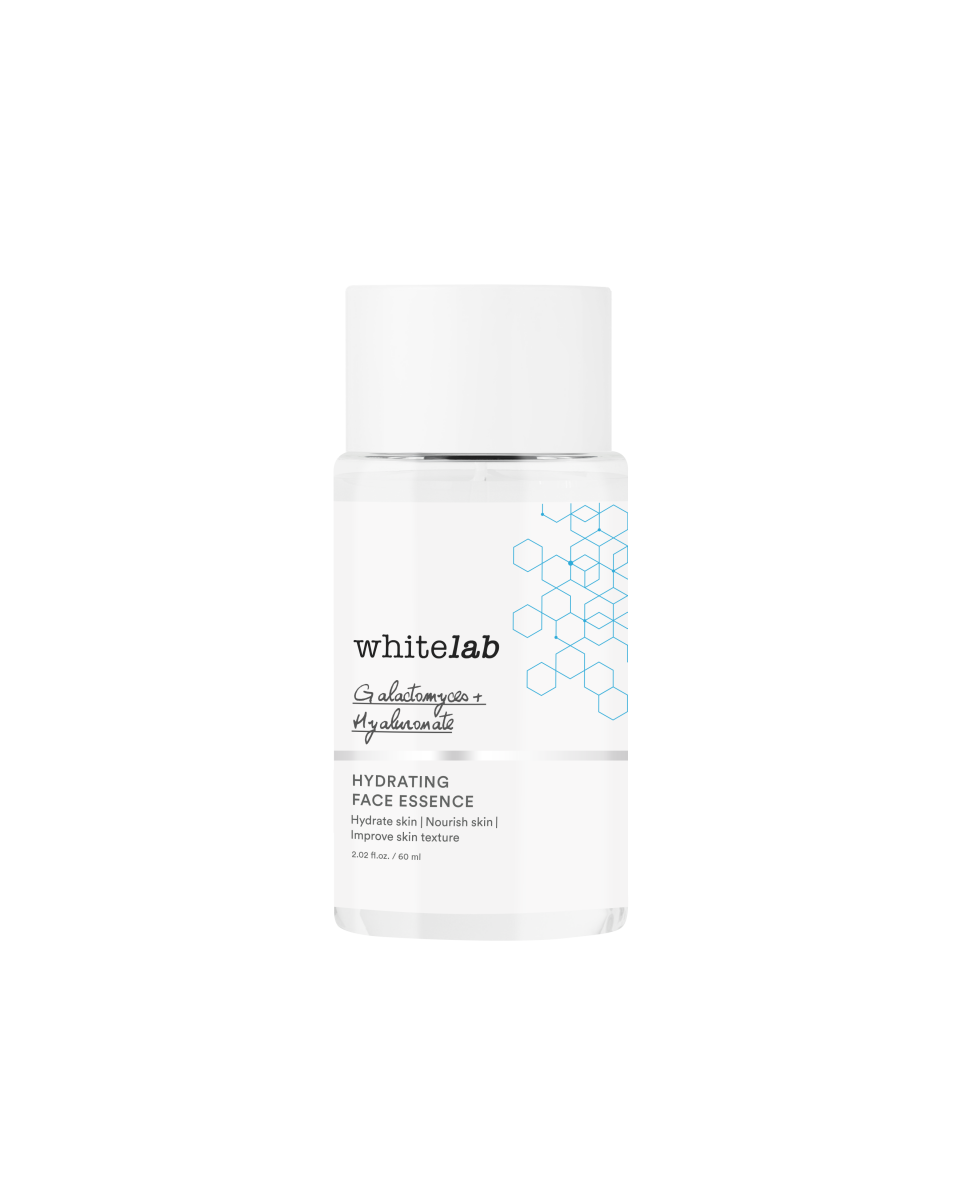 whitelab
Galactomyces +
Hyaluronate
HYDRATING
FACE ESSENCE
Hydrate skin | Nourish skin |
Improve skin texture
2.02 fl.oz. / 60 ml